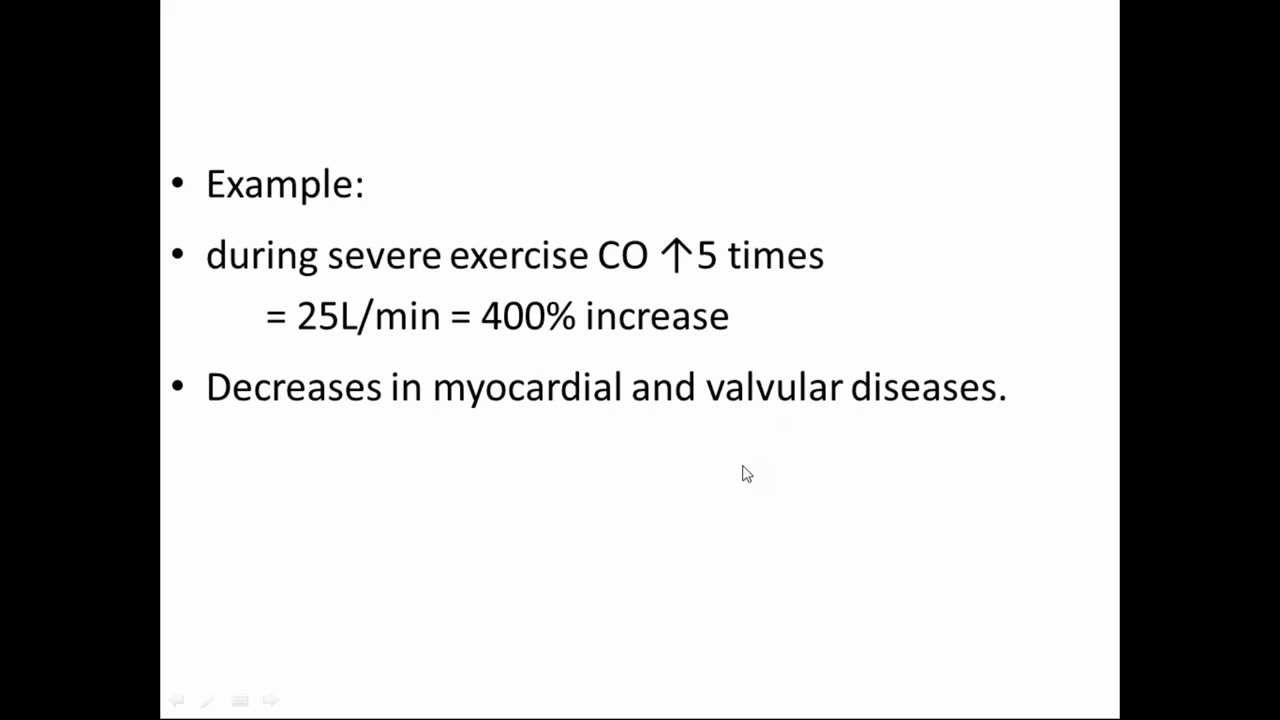 • Example:
• during severe exercise CO ↑5 times
= 25L/min = 400% increase
• Decreases in myocardial and valvular diseases.